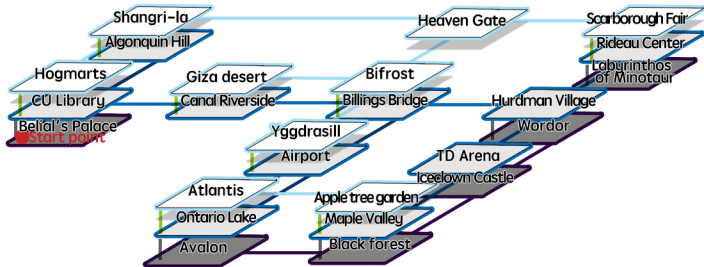 Shangri-la
Heaven Gate
Scarborough Fair
Algonquin Hill
Rideau Center
Labyrinthos
of Minotaur
Hogmarts
Giza desert
Bifrost
CU Library
Canal Riverside
Billings Bridge
Hurdman Village
Belial's Palace
Start point
Wordor
Yggdrasill
Airport
TD Arena
Iceclown Castle
Atlantis
Apple tree garden
Ontario Lake
Maple Valley
Avalon
Black forest